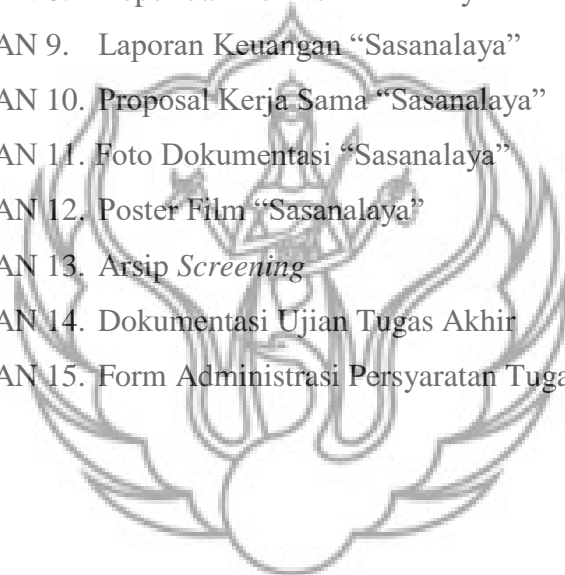 AN 9. Laporan Keuangan “Sasanalaya”
AN 10. Proposal Kerja Sama “Sasanalaya”
AN 11. Foto Dokumentasi “Sasanalaya”
AN 12. Poster Film “Sasanalaya”
AN 13. Arsip Screening
AN 14. Dokumentasi Ujian Tugas Akhir
AN 15. Form Administrasi Persyaratan Tuga